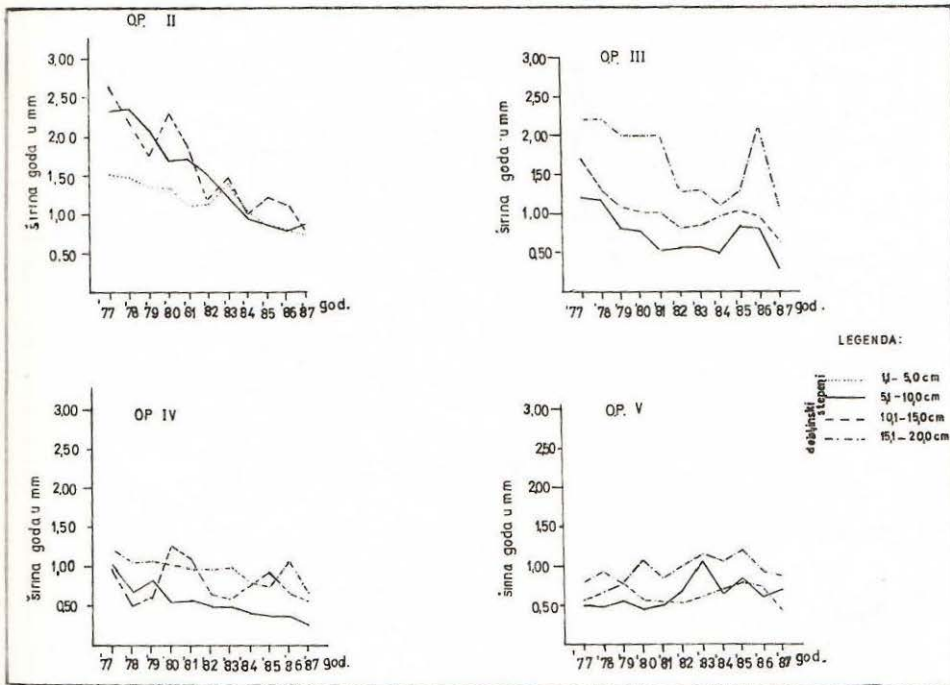 O.P. II
3,00
2,50
2,00
1,50
1,00
0,50
širina goda u mm
'77 '78 '79 '80 '81 '82 '83 '84 '85 '86 '87 god.
O.P. III
3,00
2,50
2,00
1,50
1,00
0,50
širina goda u mm
'77 '78 '79 '80 '81 '82 '83 '84 '85 '86 '87 god.
LEGENDA:
debljinski stepeni
1,1 - 5,0 cm
5,1 - 10,0 cm
10,1 - 15,0 cm
15,1 - 20,0 cm
OP IV
3,00
2,50
2,00
1,50
1,00
0,50
širina goda u mm
'77 '78 '79 '80 '81 '82 '83 '84 '85 '86 '87 god.
O.P. V
3,00
2,50
2,00
1,50
1,00
0,50
širina goda u mm
'77 '78 '79 '80 '81 '82 '83 '84 '85 '86 '87 god.